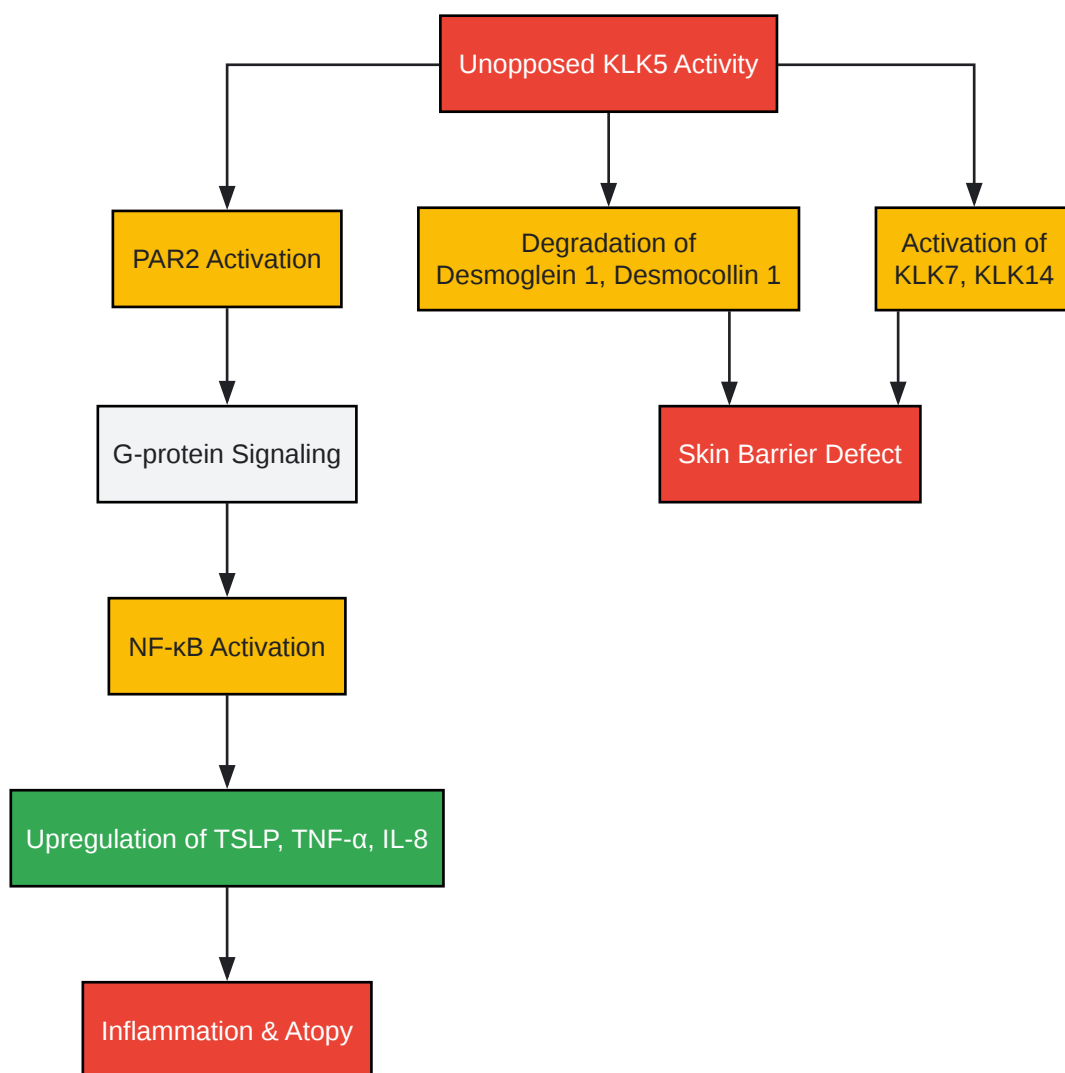 Unopposed KLK5 Activity
PAR2 Activation
Degradation of
Desmoglein 1, Desmocollin 1
Activation of
KLK7, KLK14
G-protein Signaling
Skin Barrier Defect
NF-κB Activation
Upregulation of TSLP, TNF-α, IL-8
Inflammation & Atopy